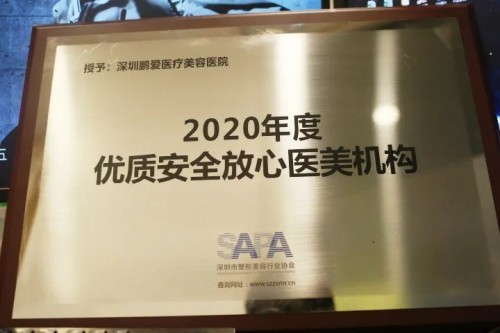 授予：深圳鹏爱医疗美容医院
2020年度
优质安全放心医美机构
SAPA
深圳市整形美容行业协会
查询网址：www.szzxmr.cn